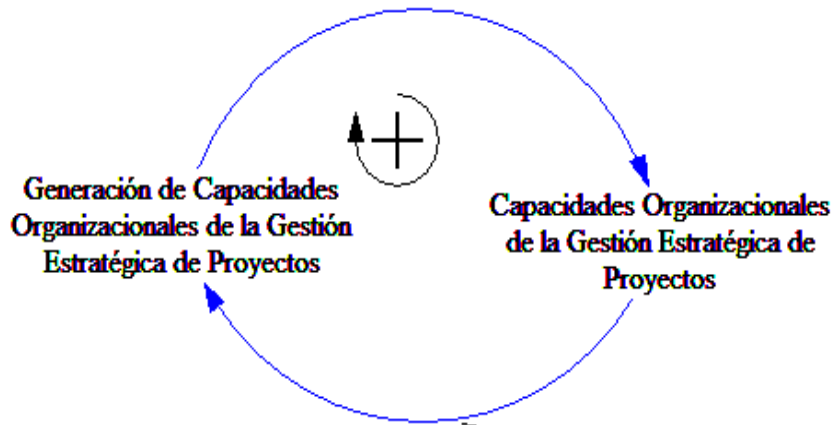 Generación de Capacidades
Organizacionales de la Gestión
Estratégica de Proyectos
Capacidades Organizacionales
de la Gestión Estratégica de
Proyectos